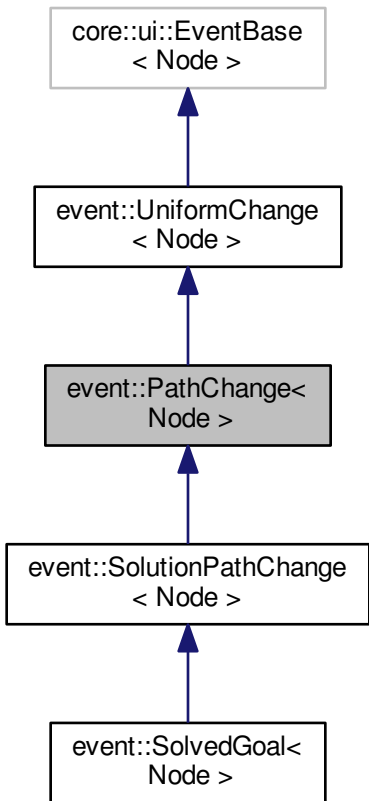 core::ui::EventBase
< Node >
event::UniformChange
< Node >
event::PathChange<
Node >
event::SolutionPathChange
< Node >
event::SolvedGoal<
Node >